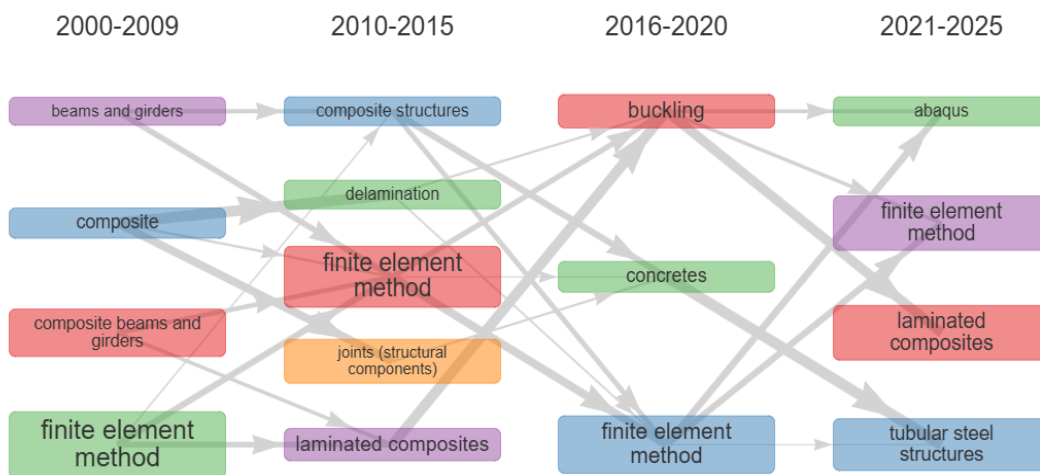 2000-2009
2010-2015
2016-2020
2021-2025
beams and girders
composite
composite beams and
girders
finite element
method
composite structures
delamination
finite element
method
joints (structural
components)
laminated composites
buckling
concretes
finite element
method
abaqus
finite element
method
laminated
composites
tubular steel
structures